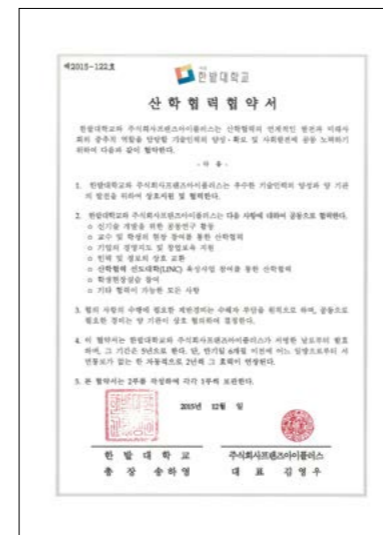 제2015-122호
한밭대학교
산 학 협 력 협 약 서
한밭대학교와 주식회사프랜즈아이플러스는 산학협력의 연계적인 발전과 미래사
회의 중추적 역할을 담당할 기술인력의 양성·확보 및 사회발전에 공동 노력하기
위하여 다음과 같이 협약한다.
- 다 음 -
1. 한밭대학교와 주식회사프랜즈아이플러스는 우수한 기술인력의 양성과 양 기관
의 발전을 위하여 상호지원 및 협력한다.
2. 한밭대학교와 주식회사프랜즈아이플러스는 다음 사항에 대하여 공동으로 협력한다.
o 신기술 개발을 위한 공동연구 활동
o 교수 및 학생의 현장 참여를 통한 산학협력
o 기업의 경영지도 및 창업보육 지원
o 인력 및 정보의 상호 교환
o 산학협력 선도대학(LINC) 육성사업 참여를 통한 산학협력
o 학생현장실습 참여
o 기타 협력이 가능한 모든 사항
3. 협의 사항의 수행에 필요한 제반경비는 수혜자 부담을 원칙으로 하며, 공동으로
필요한 경비는 양 기관이 상호 협의하여 결정한다.
4. 이 협약서는 한밭대학교와 주식회사프랜즈아이플러스가 서명한 날로부터 발효
하며, 그 기간은 5년으로 한다. 단, 만기일 6개월 이전에 어느 일방으로부터 서
면통보가 없는 한 자동적으로 2년씩 그 효력이 연장된다.
5. 본 협약서는 2부를 작성하여 각각 1부씩 보관한다.
2015년 12월 일
한 밭 대 학 교
총 장 송 하 영
주식회사프랜즈아이플러스
대 표 김 영 우